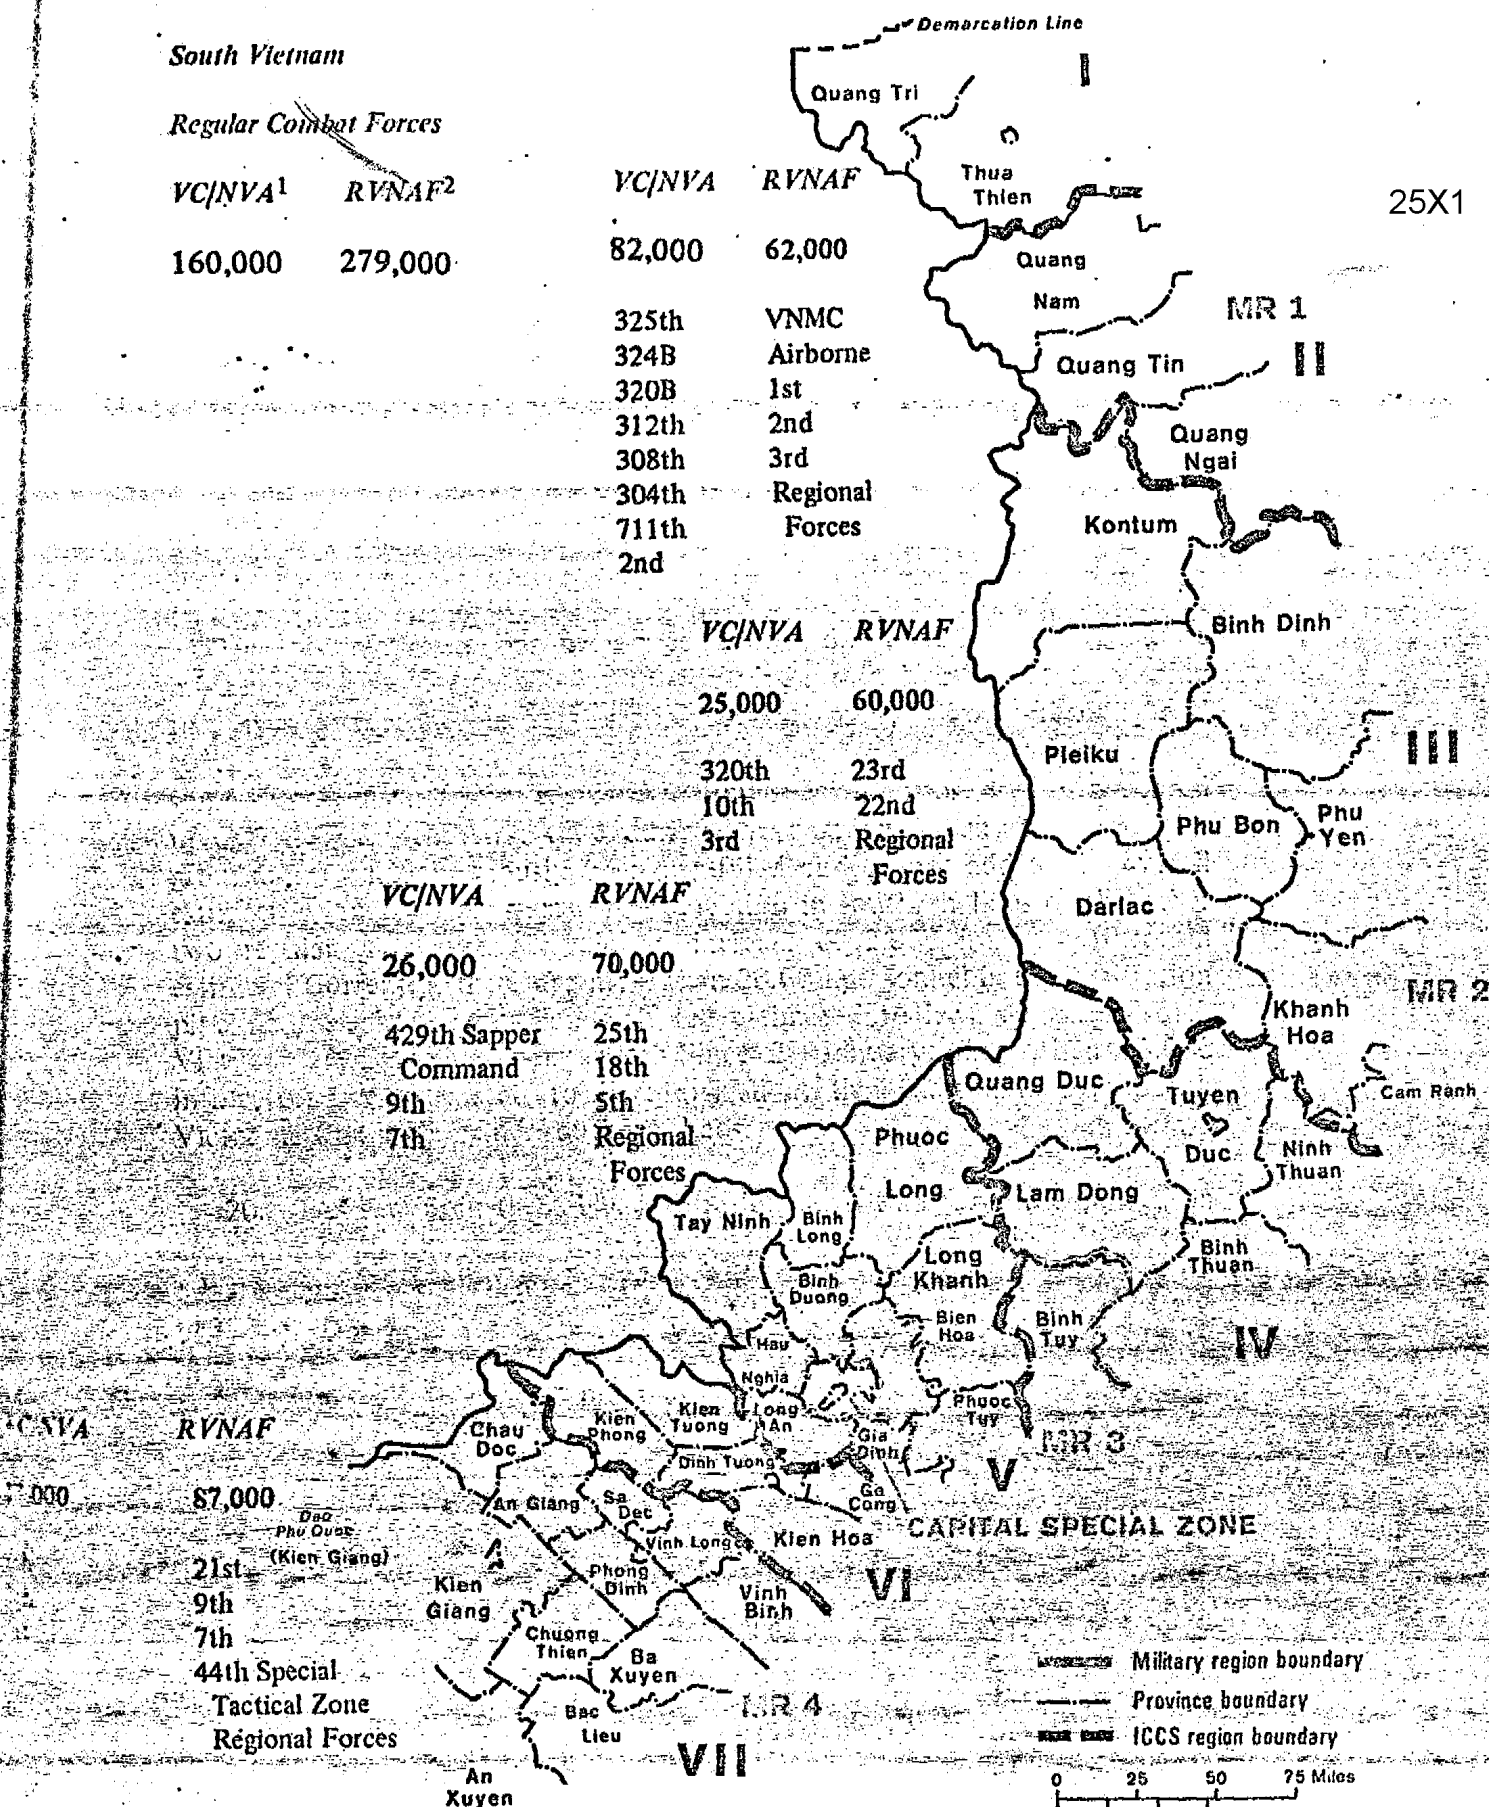 Demarcation Line
South Vietnam
I
Quang Tri
Regular Combat Forces
VC/NVA¹ RVNAF²
VC/NVA RVNAF
Thua
Thien
25X1
160,000 279,000
82,000 62,000
Quang
Nam
MR 1
325th VNMC
324B Airborne
320B 1st
312th 2nd
308th 3rd
304th Regional
711th Forces
2nd
Quang Tin
II
Quang
Ngai
Kontum
VC/NVA RVNAF
Binh Dinh
25,000 60,000
Pleiku
III
320th 23rd
10th 22nd
3rd Regional
Forces
Phu Bon
Phu
Yen
VC/NVA RVNAF
Darlac
26,000 70,000
MR 2
Khanh
Hoa
429th Sapper 25th
Command 18th
9th 5th
7th Regional
Forces
Quang Duc
Tuyen
Duc
Cam Ranh
Phuoc
Long
Ninh
Thuan
Lam Dong
Tay Ninh
Binh
Long
Long
Khanh
Binh
Thuan
Binh
Duong
Bien
Hoa
Binh
Tuy
IV
Hau
Nghia
Phuoc
Tuy
Kien
Tuong
Long
An
Kien
Phong
Chau
Doc
RVNAF
Gia
Dinh
MR 3
Dinh Tuong
V
87,000
An Giang
Sa
Dec
Go
Cong
Dao
Phu Quoc
(Kien Giang)
CAPITAL SPECIAL ZONE
Kien Hoa
Vinh Long
21st
9th
7th
44th Special
Tactical Zone
Regional Forces
Phong
Dinh
VI
Kien
Giang
Vinh
Binh
Chuong
Thien
Ba
Xuyen
Military region boundary
Province boundary
ICCS region boundary
MR 4
Bac
Lieu
VII
An
Xuyen
0 25 50 75 Miles